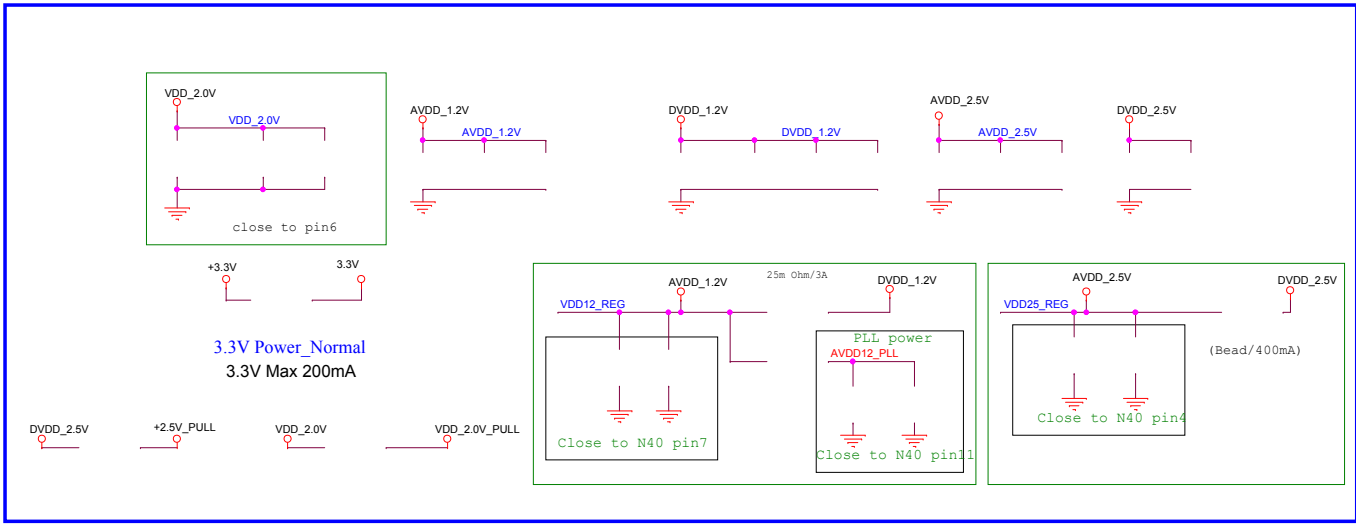 VDD_2.0V
VDD_2.0V
close to pin6
AVDD_1.2V
AVDD_1.2V
DVDD_1.2V
DVDD_1.2V
AVDD_2.5V
AVDD_2.5V
DVDD_2.5V
+3.3V
3.3V
3.3V Power_Normal
3.3V Max 200mA
DVDD_2.5V
+2.5V_PULL
VDD_2.0V
VDD_2.0V_PULL
25m Ohm/3A
AVDD_1.2V
DVDD_1.2V
VDD12_REG
PLL power
AVDD12_PLL
Close to N40 pin7
Close to N40 pin11
AVDD_2.5V
DVDD_2.5V
VDD25_REG
(Bead/400mA)
Close to N40 pin4